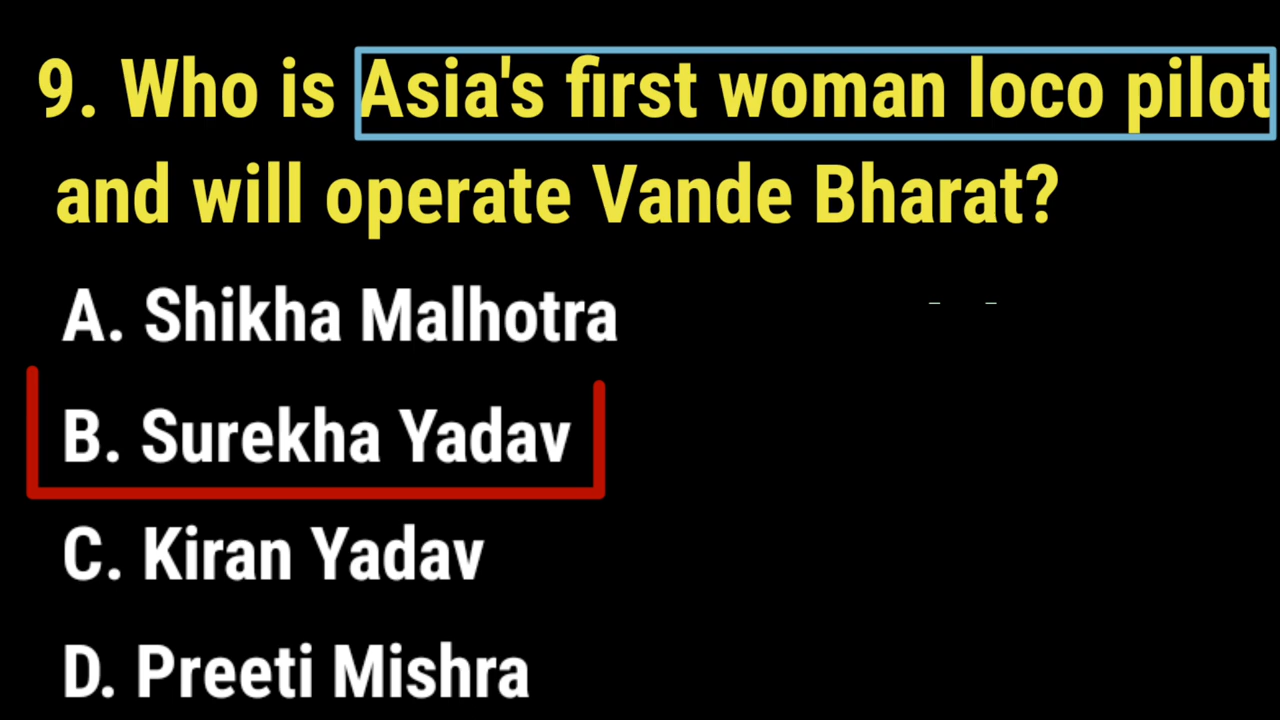 9. Who is Asia's first woman loco pilot
and will operate Vande Bharat?
A. Shikha Malhotra
B. Surekha Yadav
C. Kiran Yadav
D. Preeti Mishra